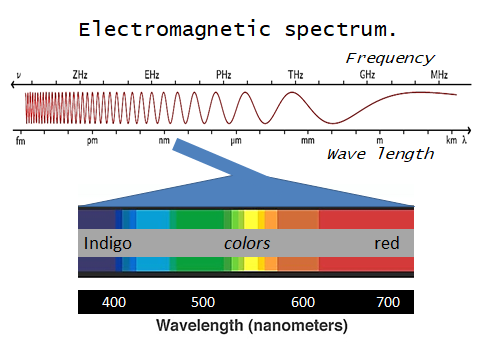 Electromagnetic spectrum.
Frequency
ν ZHz EHz PHz THz GHz MHz
fm pm nm μm mm m km λ
Wave length
Indigo colors red
400 500 600 700
Wavelength (nanometers)